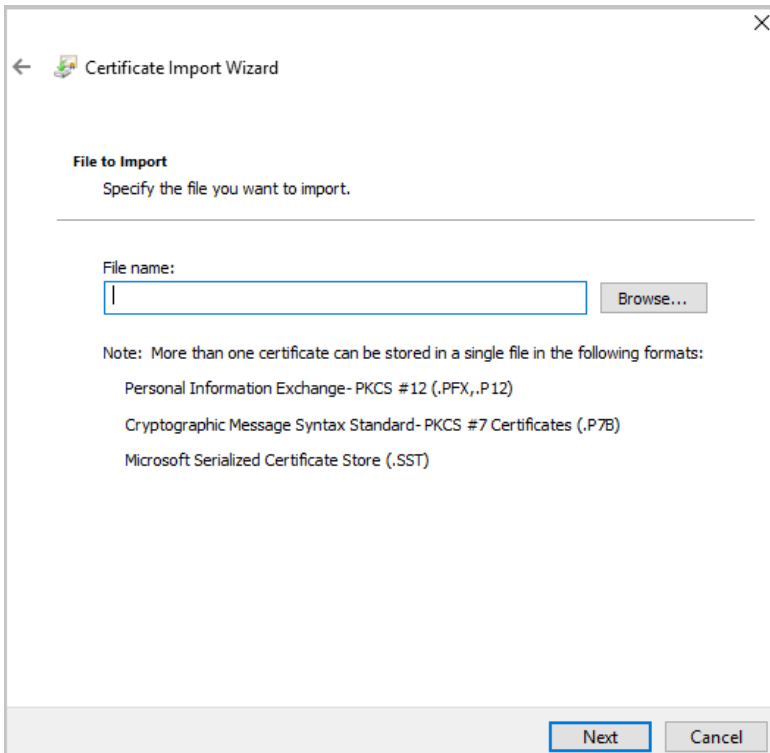 Certificate Import Wizard
File to Import
Specify the file you want to import.
File name:
Browse...
Note: More than one certificate can be stored in a single file in the following formats:
Personal Information Exchange- PKCS #12 (.PFX,.P12)
Cryptographic Message Syntax Standard- PKCS #7 Certificates (.P7B)
Microsoft Serialized Certificate Store (.SST)
Next Cancel